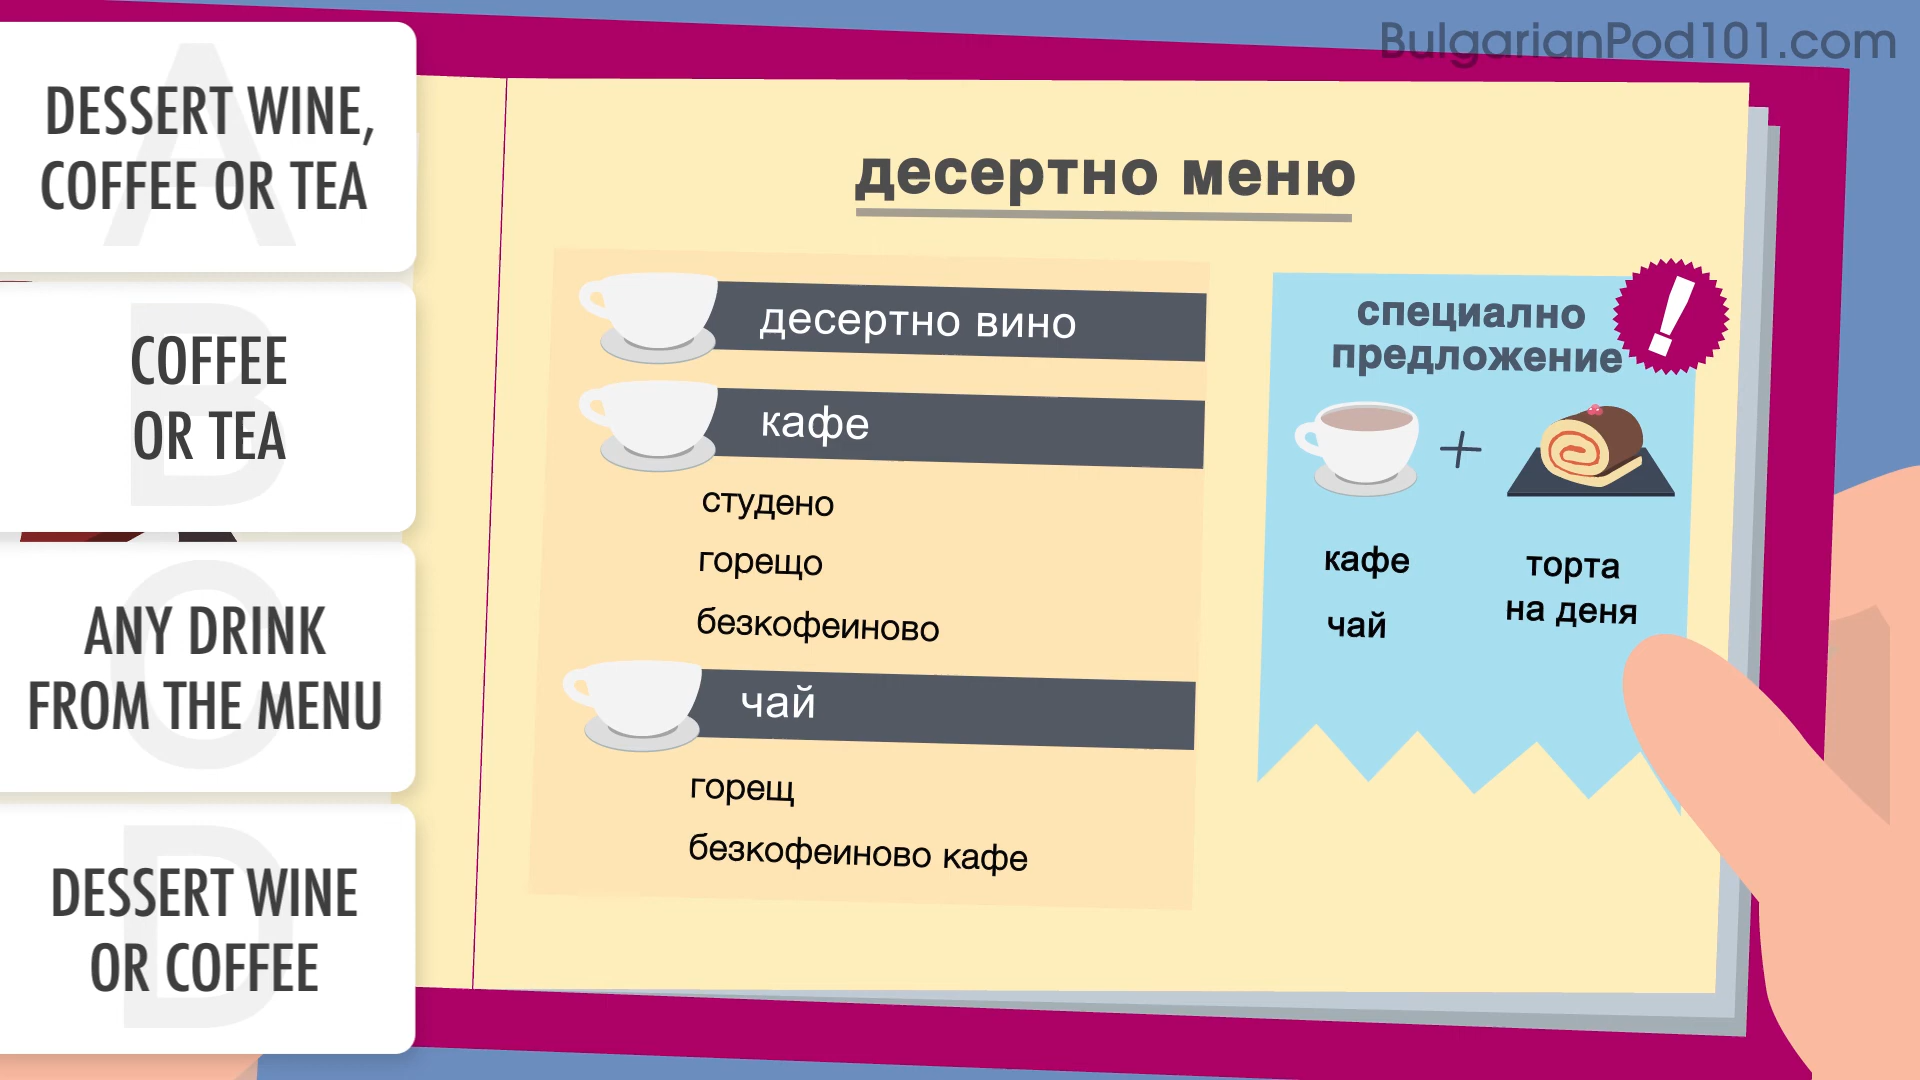 BulgarianPod101.com
A
DESSERT WINE,
COFFEE OR TEA
B
COFFEE
OR TEA
C
ANY DRINK
FROM THE MENU
D
DESSERT WINE
OR COFFEE
десертно меню
десертно вино
кафе
студено
горещо
безкофеиново
чай
горещ
безкофеиново кафе
специално
предложение
!
+
кафе
чай
торта
на деня